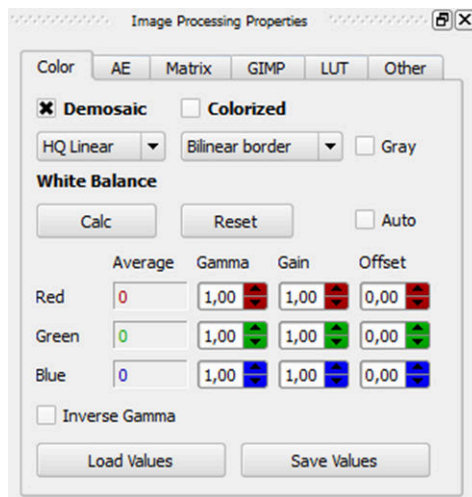 Image Processing Properties
Color AE Matrix GIMP LUT Other
Demosaic Colorized
HQ Linear Bilinear border Gray
White Balance
Calc Reset Auto
Average Gamma Gain Offset
Red 0 1,00 1,00 0,00
Green 0 1,00 1,00 0,00
Blue 0 1,00 1,00 0,00
Inverse Gamma
Load Values Save Values